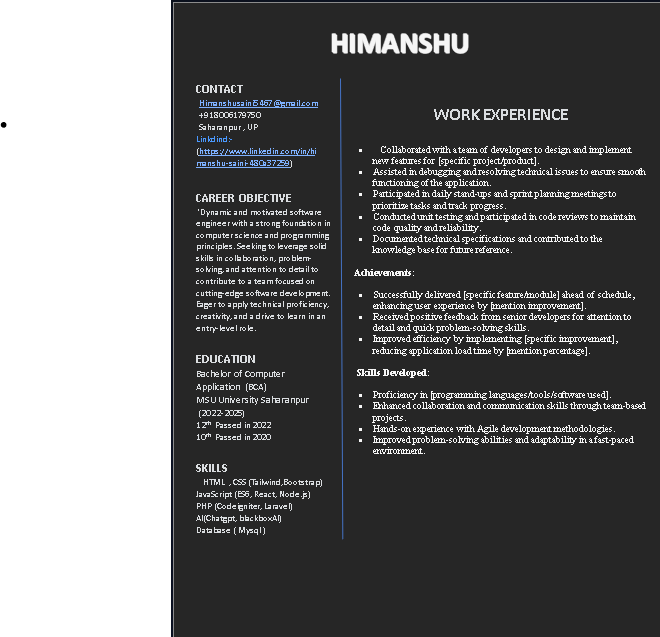 HIMANSHU
CONTACT
Himanshusaini5467@gmail.com
+918006179750
Saharanpur , UP
Linkdind:-
(https://www.linkedin.com/in/hi
manshu-saini-480a37259)
CAREER OBJECTIVE
"Dynamic and motivated software
engineer with a strong foundation in
computer science and programming
principles. Seeking to leverage solid
skills in collaboration, problem-
solving, and attention to detail to
contribute to a team focused on
cutting-edge software development.
Eager to apply technical proficiency,
creativity, and a drive to learn in an
entry-level role.
EDUCATION
Bachelor of Computer
Application (BCA)
MSU University Saharanpur
(2022-2025)
12th Passed in 2022
10th Passed in 2020
SKILLS
HTML , CSS (Tailwind,Bootstrap)
JavaScript (ES6, React, Node.js)
PHP (Codeigniter, Laravel)
AI(Chatgpt, blackboxAI)
Database ( Mysql )
WORK EXPERIENCE
• Collaborated with a team of developers to design and implement
new features for [specific project/product].
• Assisted in debugging and resolving technical issues to ensure smooth
functioning of the application.
• Participated in daily stand-ups and sprint planning meetings to
prioritize tasks and track progress.
• Conducted unit testing and participated in code reviews to maintain
code quality and reliability.
• Documented technical specifications and contributed to the
knowledge base for future reference.
Achievements:
• Successfully delivered [specific feature/module] ahead of schedule,
enhancing user experience by [mention improvement].
• Received positive feedback from senior developers for attention to
detail and quick problem-solving skills.
• Improved efficiency by implementing [specific improvement],
reducing application load time by [mention percentage].
Skills Developed:
• Proficiency in [programming languages/tools/software used].
• Enhanced collaboration and communication skills through team-based
projects.
• Hands-on experience with Agile development methodologies.
• Improved problem-solving abilities and adaptability in a fast-paced
environment.